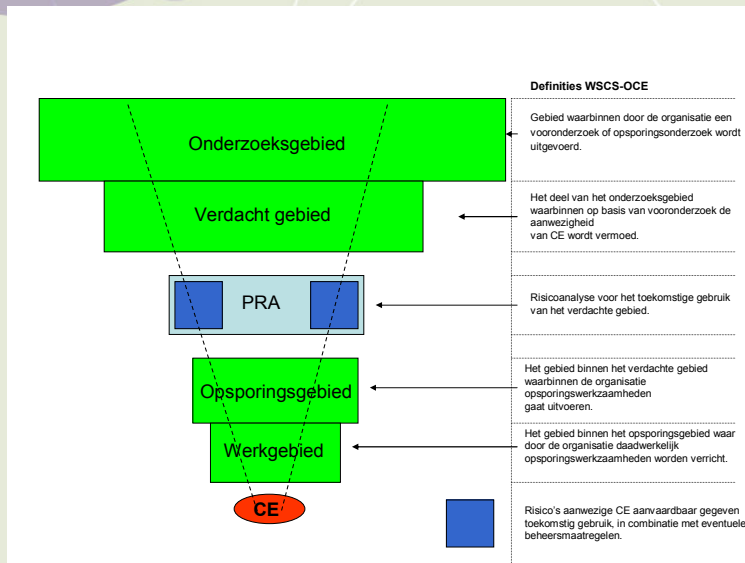 Definities WSCS-OCE
Onderzoeksgebied
Gebied waarbinnen door de organisatie een
vooronderzoek of opsporingsonderzoek wordt
uitgevoerd.
Verdacht gebied
Het deel van het onderzoeksgebied
waarbinnen op basis van vooronderzoek de
aanwezigheid
van CE wordt vermoed.
PRA
Risicoanalyse voor het toekomstige gebruik
van het verdachte gebied.
Opsporingsgebied
Het gebied binnen het verdachte gebied
waarbinnen de organisatie
opsporingswerkzaamheden
gaat uitvoeren.
Werkgebied
Het gebied binnen het opsporingsgebied waar
door de organisatie daadwerkelijk
opsporingswerkzaamheden worden verricht.
CE
Risico's aanwezige CE aanvaardbaar gegeven
toekomstig gebruik, in combinatie met eventuele
beheersmaatregelen.